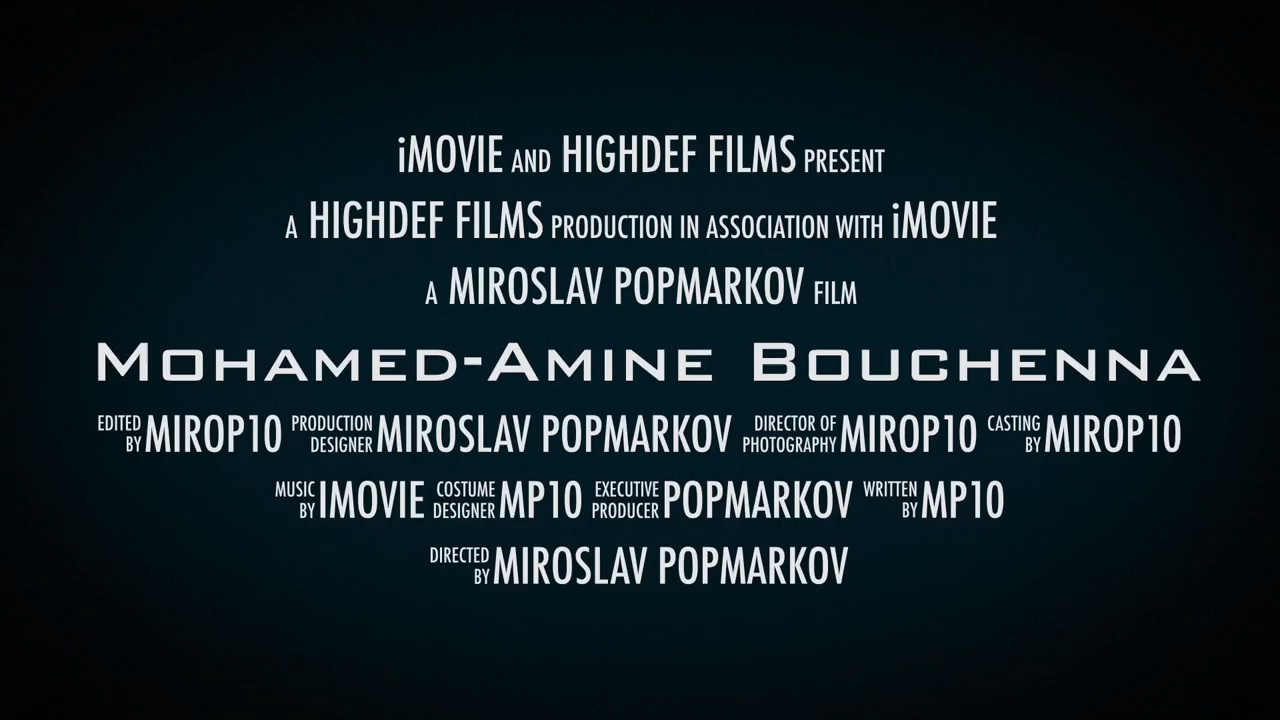 iMOVIE AND HIGHDEF FILMS PRESENT
A HIGHDEF FILMS PRODUCTION IN ASSOCIATION WITH iMOVIE
A MIROSLAV POPMARKOV FILM
MOHAMED-AMINE BOUCHENNA
EDITED BY MIROP10 PRODUCTION DESIGNER MIROSLAV POPMARKOV DIRECTOR OF PHOTOGRAPHY MIROP10 CASTING BY MIROP10
MUSIC BY IMOVIE COSTUME DESIGNER MP10 EXECUTIVE PRODUCER POPMARKOV WRITTEN BY MP10
DIRECTED BY MIROSLAV POPMARKOV